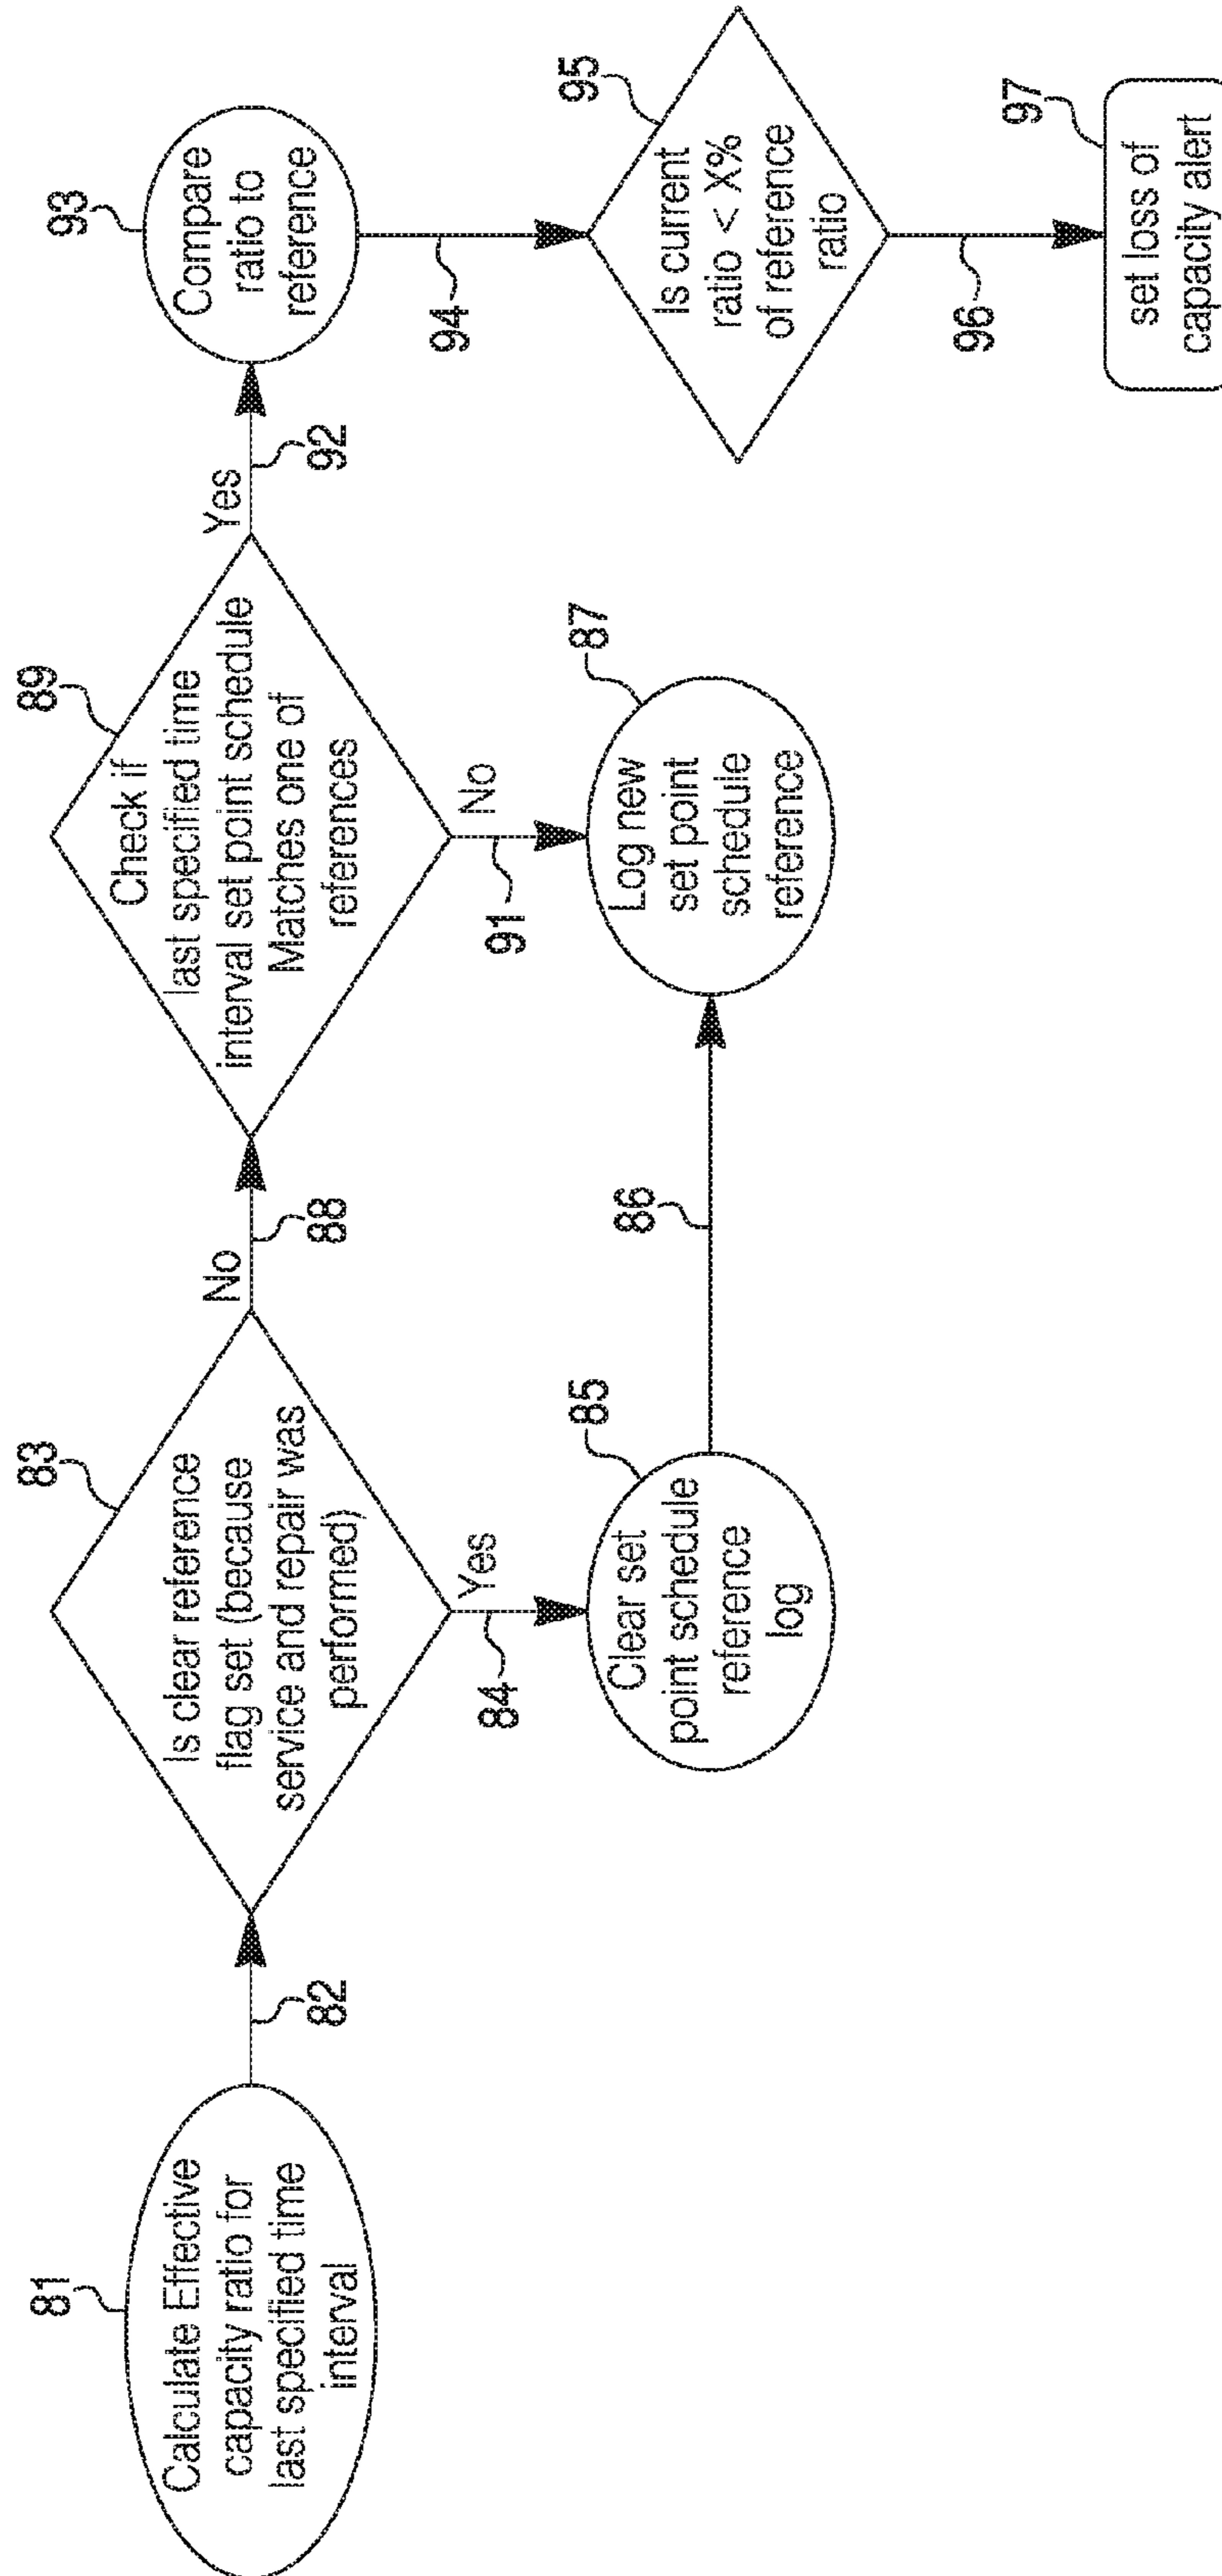 81
Calculate Effective
capacity ratio for
last specified time
interval
82
83
Is clear reference
flag set (because
service and repair was
performed)
No
88
Yes
84
85
Clear set
point schedule
reference
log
86
89
Check if
last specified time
interval set point schedule
Matches one of
references
Yes
92
No
91
87
Log new
set point
schedule
reference
93
Compare
ratio to
reference
94
95
Is current
ratio < X%
of reference
ratio
96
97
set loss of
capacity alert